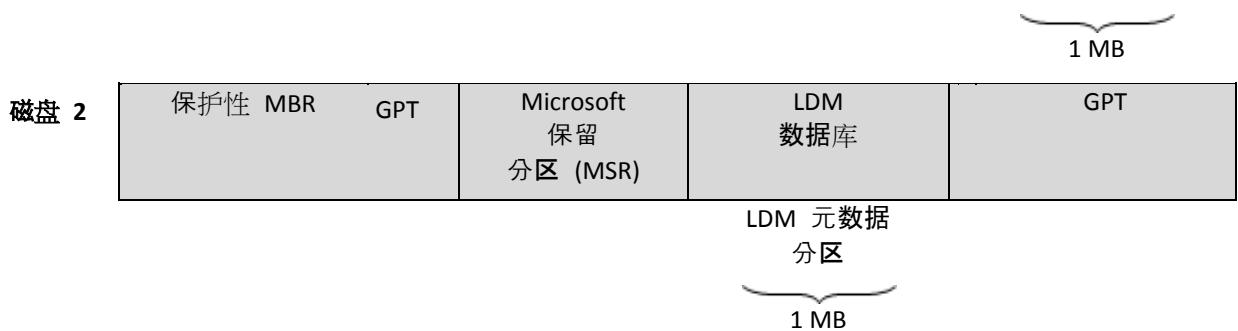 1 MB
磁盘 2
保护性 MBR
GPT
Microsoft
保留
分区 (MSR)
LDM
数据库
GPT
LDM 元数据
分区
1 MB